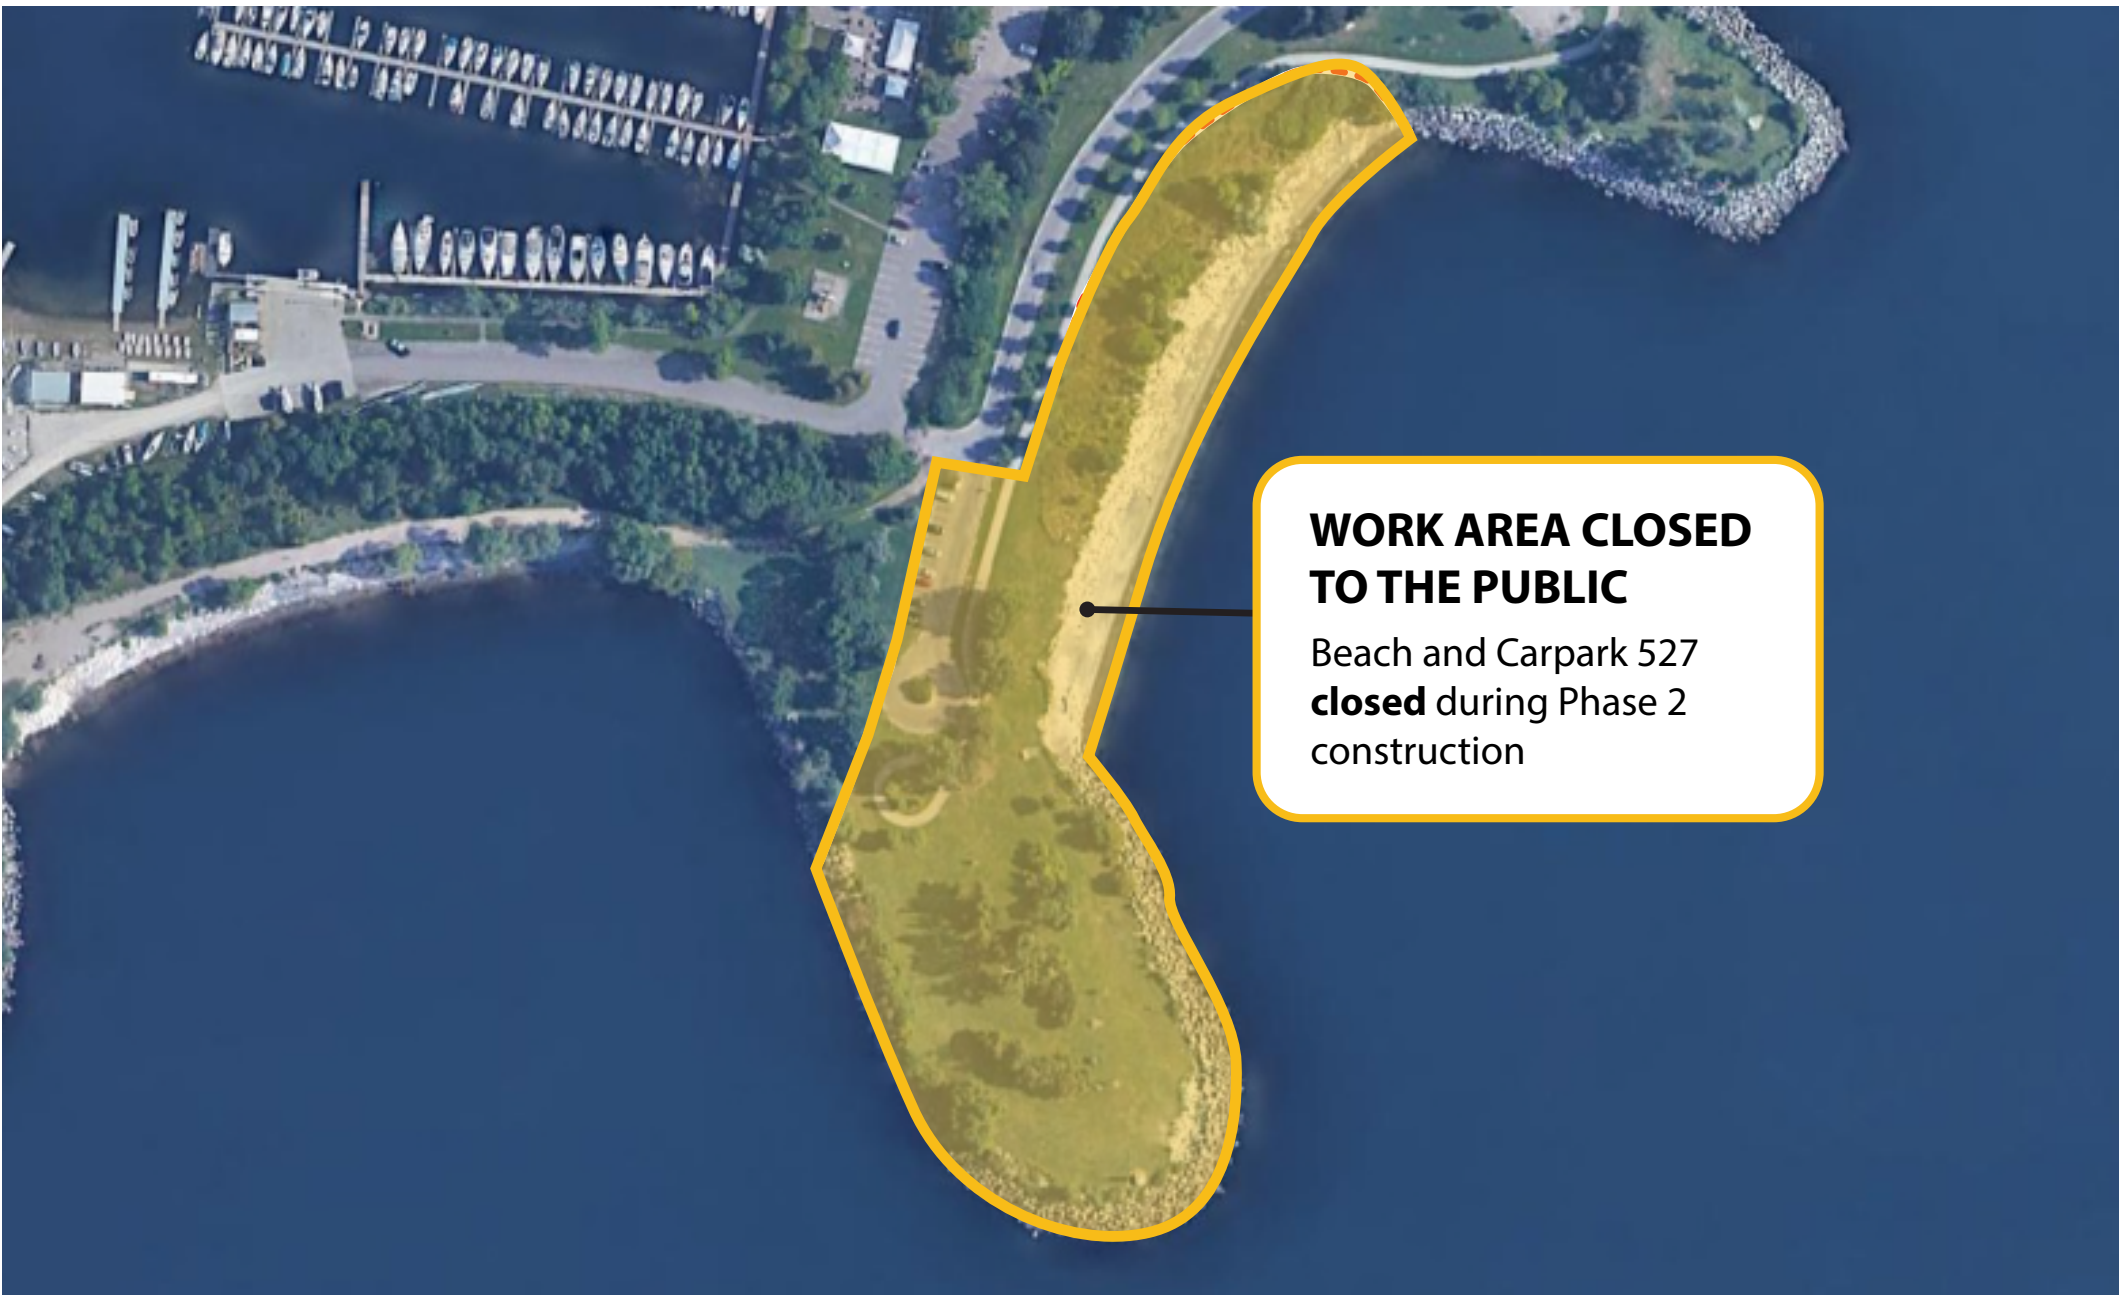 WORK AREA CLOSED
TO THE PUBLIC
Beach and Carpark 527
closed during Phase 2
construction